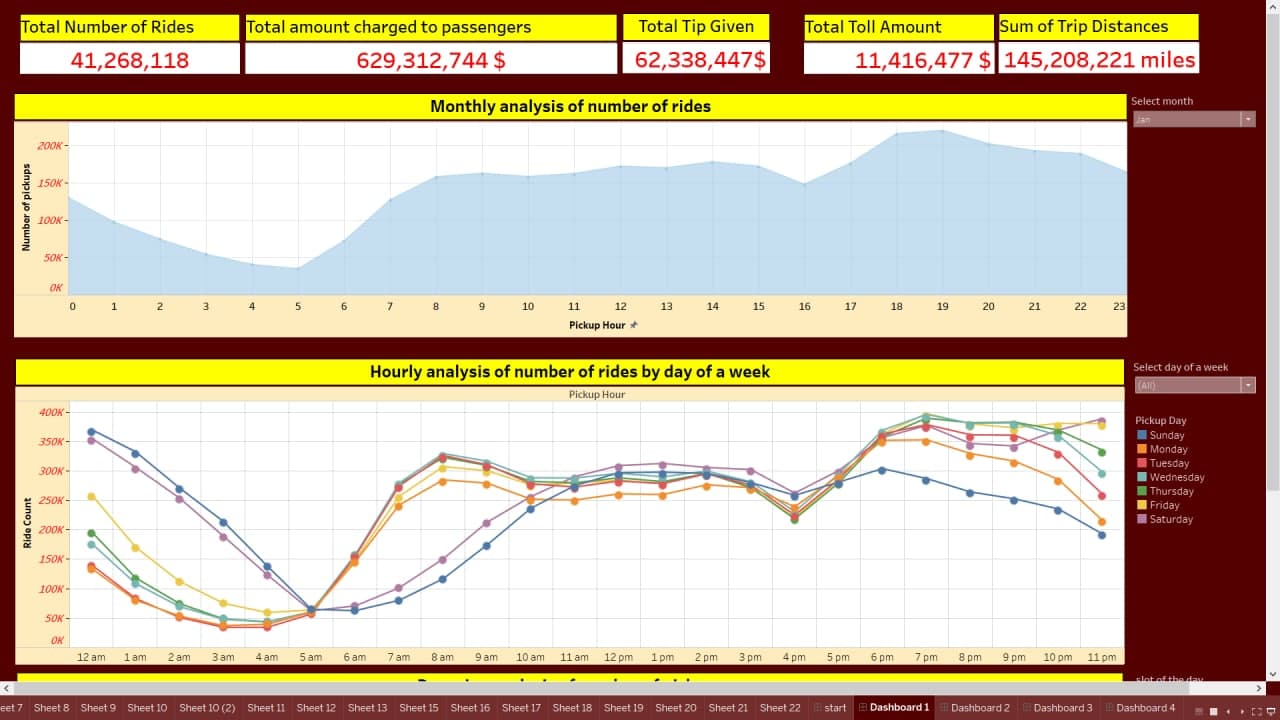 Total Number of Rides
41,268,118
Total amount charged to passengers
629,312,744 $
Total Tip Given
62,338,447$
Total Toll Amount
11,416,477 $
Sum of Trip Distances
145,208,221 miles
Monthly analysis of number of rides
Select month
Jan
Number of pickups
200K
150K
100K
50K
0K
0 1 2 3 4 5 6 7 8 9 10 11 12 13 14 15 16 17 18 19 20 21 22 23
Pickup Hour
Hourly analysis of number of rides by day of a week
Pickup Hour
Select day of a week
(All)
Ride Count
400K
350K
300K
250K
200K
150K
100K
50K
0K
12 am 1 am 2 am 3 am 4 am 5 am 6 am 7 am 8 am 9 am 10 am 11 am 12 pm 1 pm 2 pm 3 pm 4 pm 5 pm 6 pm 7 pm 8 pm 9 pm 10 pm 11 pm
Pickup Day
Sunday
Monday
Tuesday
Wednesday
Thursday
Friday
Saturday
slot of the day
eet 7 Sheet 8 Sheet 9 Sheet 10 Sheet 10 (2) Sheet 11 Sheet 12 Sheet 13 Sheet 15 Sheet 16 Sheet 17 Sheet 18 Sheet 19 Sheet 20 Sheet 21 Sheet 22 start Dashboard 1 Dashboard 2 Dashboard 3 Dashboard 4